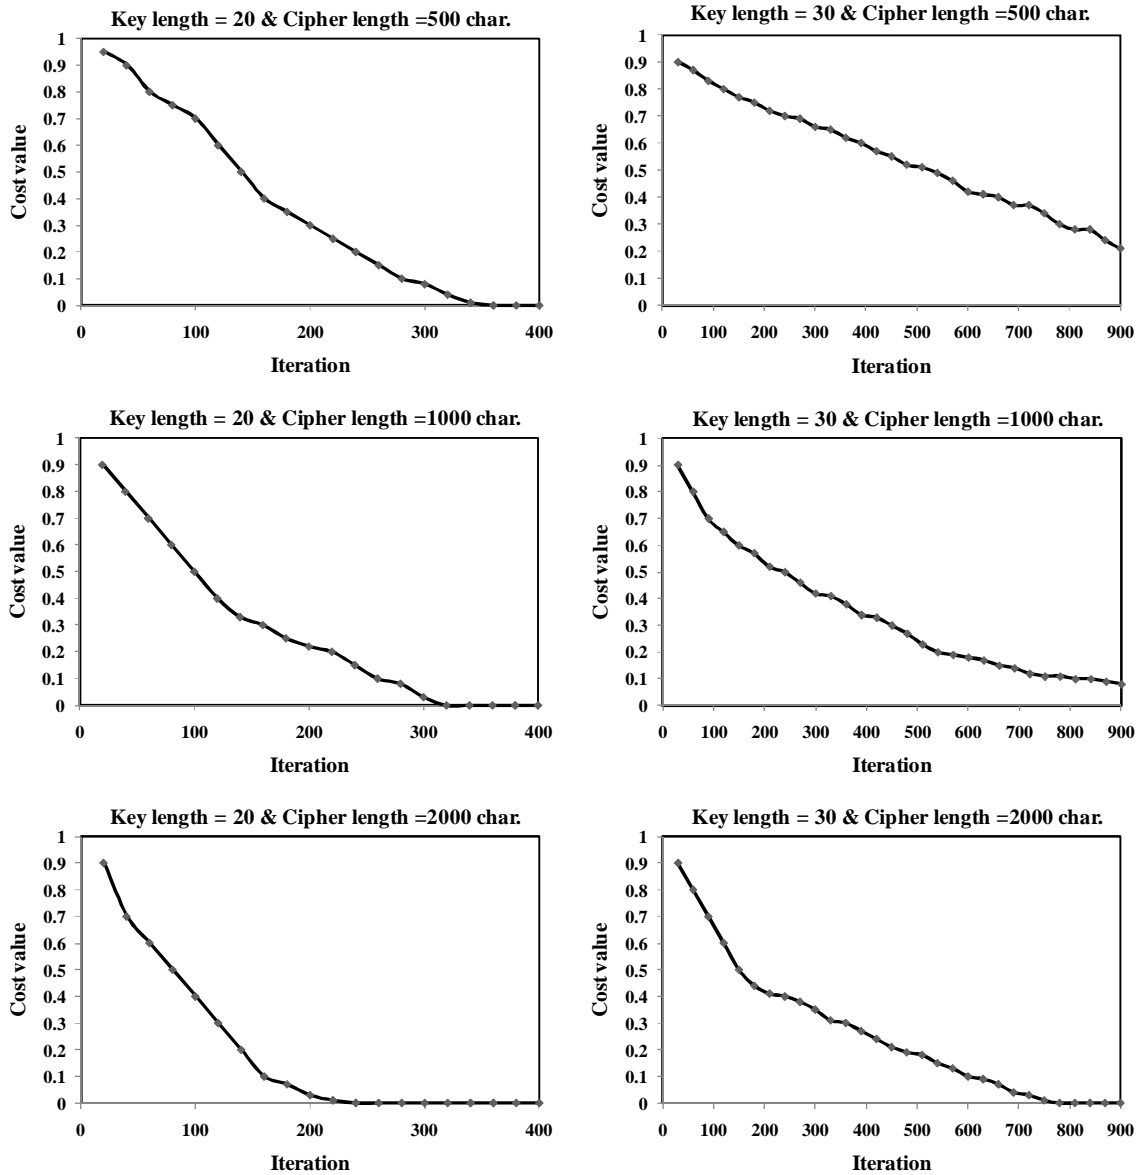 Key length = 20 & Cipher length =500 char.
1
0.9
0.8
0.7
0.6
0.5
0.4
0.3
0.2
0.1
0
Cost value
0 100 200 300 400
Iteration
Key length = 30 & Cipher length =500 char.
1
0.9
0.8
0.7
0.6
0.5
0.4
0.3
0.2
0.1
0
Cost value
0 100 200 300 400 500 600 700 800 900
Iteration
Key length = 20 & Cipher length =1000 char.
1
0.9
0.8
0.7
0.6
0.5
0.4
0.3
0.2
0.1
0
Cost value
0 100 200 300 400
Iteration
Key length = 30 & Cipher length =1000 char.
1
0.9
0.8
0.7
0.6
0.5
0.4
0.3
0.2
0.1
0
Cost value
0 100 200 300 400 500 600 700 800 900
Iteration
Key length = 20 & Cipher length =2000 char.
1
0.9
0.8
0.7
0.6
0.5
0.4
0.3
0.2
0.1
0
Cost value
0 100 200 300 400
Iteration
Key length = 30 & Cipher length =2000 char.
1
0.9
0.8
0.7
0.6
0.5
0.4
0.3
0.2
0.1
0
Cost value
0 100 200 300 400 500 600 700 800 900
Iteration